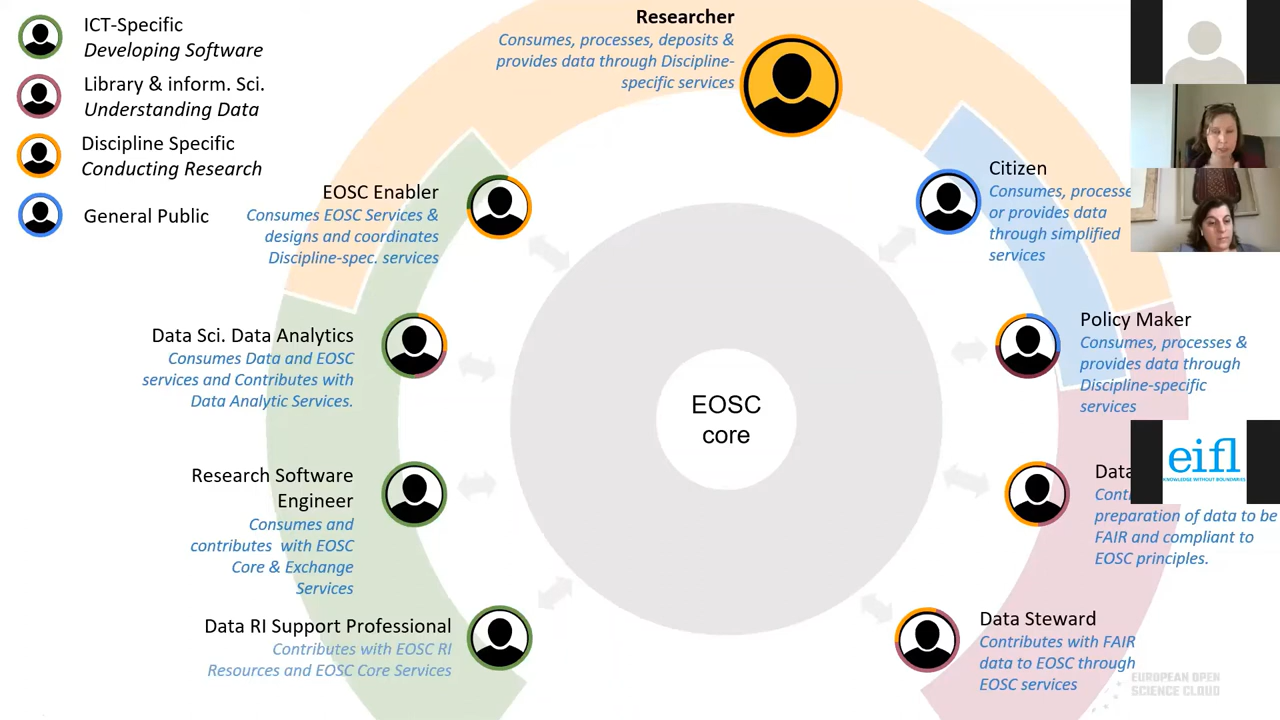 ICT-Specific
Developing Software
Library & inform. Sci.
Understanding Data
Discipline Specific
Conducting Research
General Public
Researcher
Consumes, processes, deposits &
provides data through Discipline-
specific services
EOSC Enabler
Consumes EOSC Services &
designs and coordinates
Discipline-spec. services
Data Sci. Data Analytics
Consumes Data and EOSC
services and Contributes with
Data Analytic Services.
Research Software
Engineer
Consumes and
contributes with EOSC
Core & Exchange
Services
Data RI Support Professional
Contributes with EOSC RI
Resources and EOSC Core Services
EOSC
core
Citizen
Consumes,
or provides data
through simplified
services
Policy Maker
Consumes, processes &
provides data through
Discipline-specific
services
Data
preparation of data to be
FAIR and compliant to
EOSC principles.
Data Steward
Contributes with FAIR
data to EOSC through
EOSC services
eifl
KNOWLEDGE WITHOUT BOUNDARIES
EUROPEAN OPEN
SCIENCE CLOUD